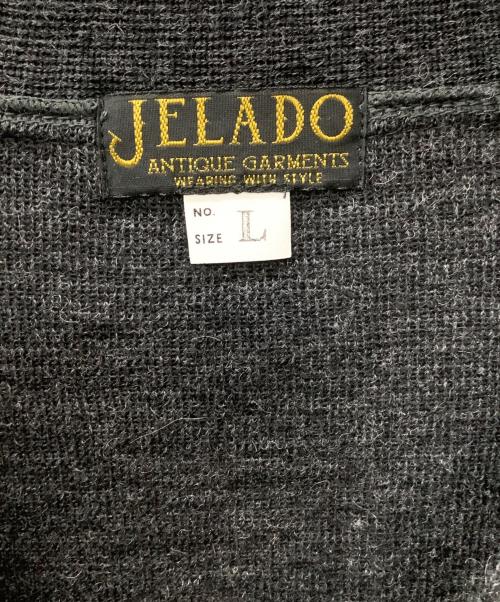 JELADO
ANTIQUE GARMENTS
WEARING WITH STYLE
NO.
SIZE L